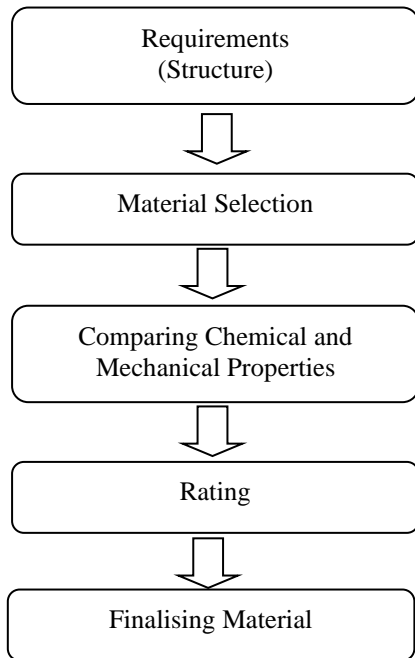 Requirements
(Structure)
Material Selection
Comparing Chemical and
Mechanical Properties
Rating
Finalising Material